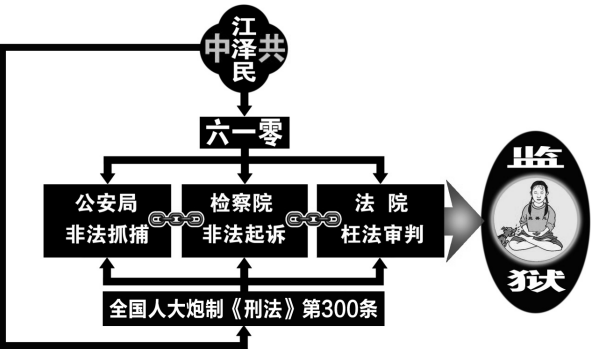 江泽民
中共
六一零
公安局
非法抓捕
检察院
非法起诉
法 院
枉法审判
监狱
全国人大炮制《刑法》第300条